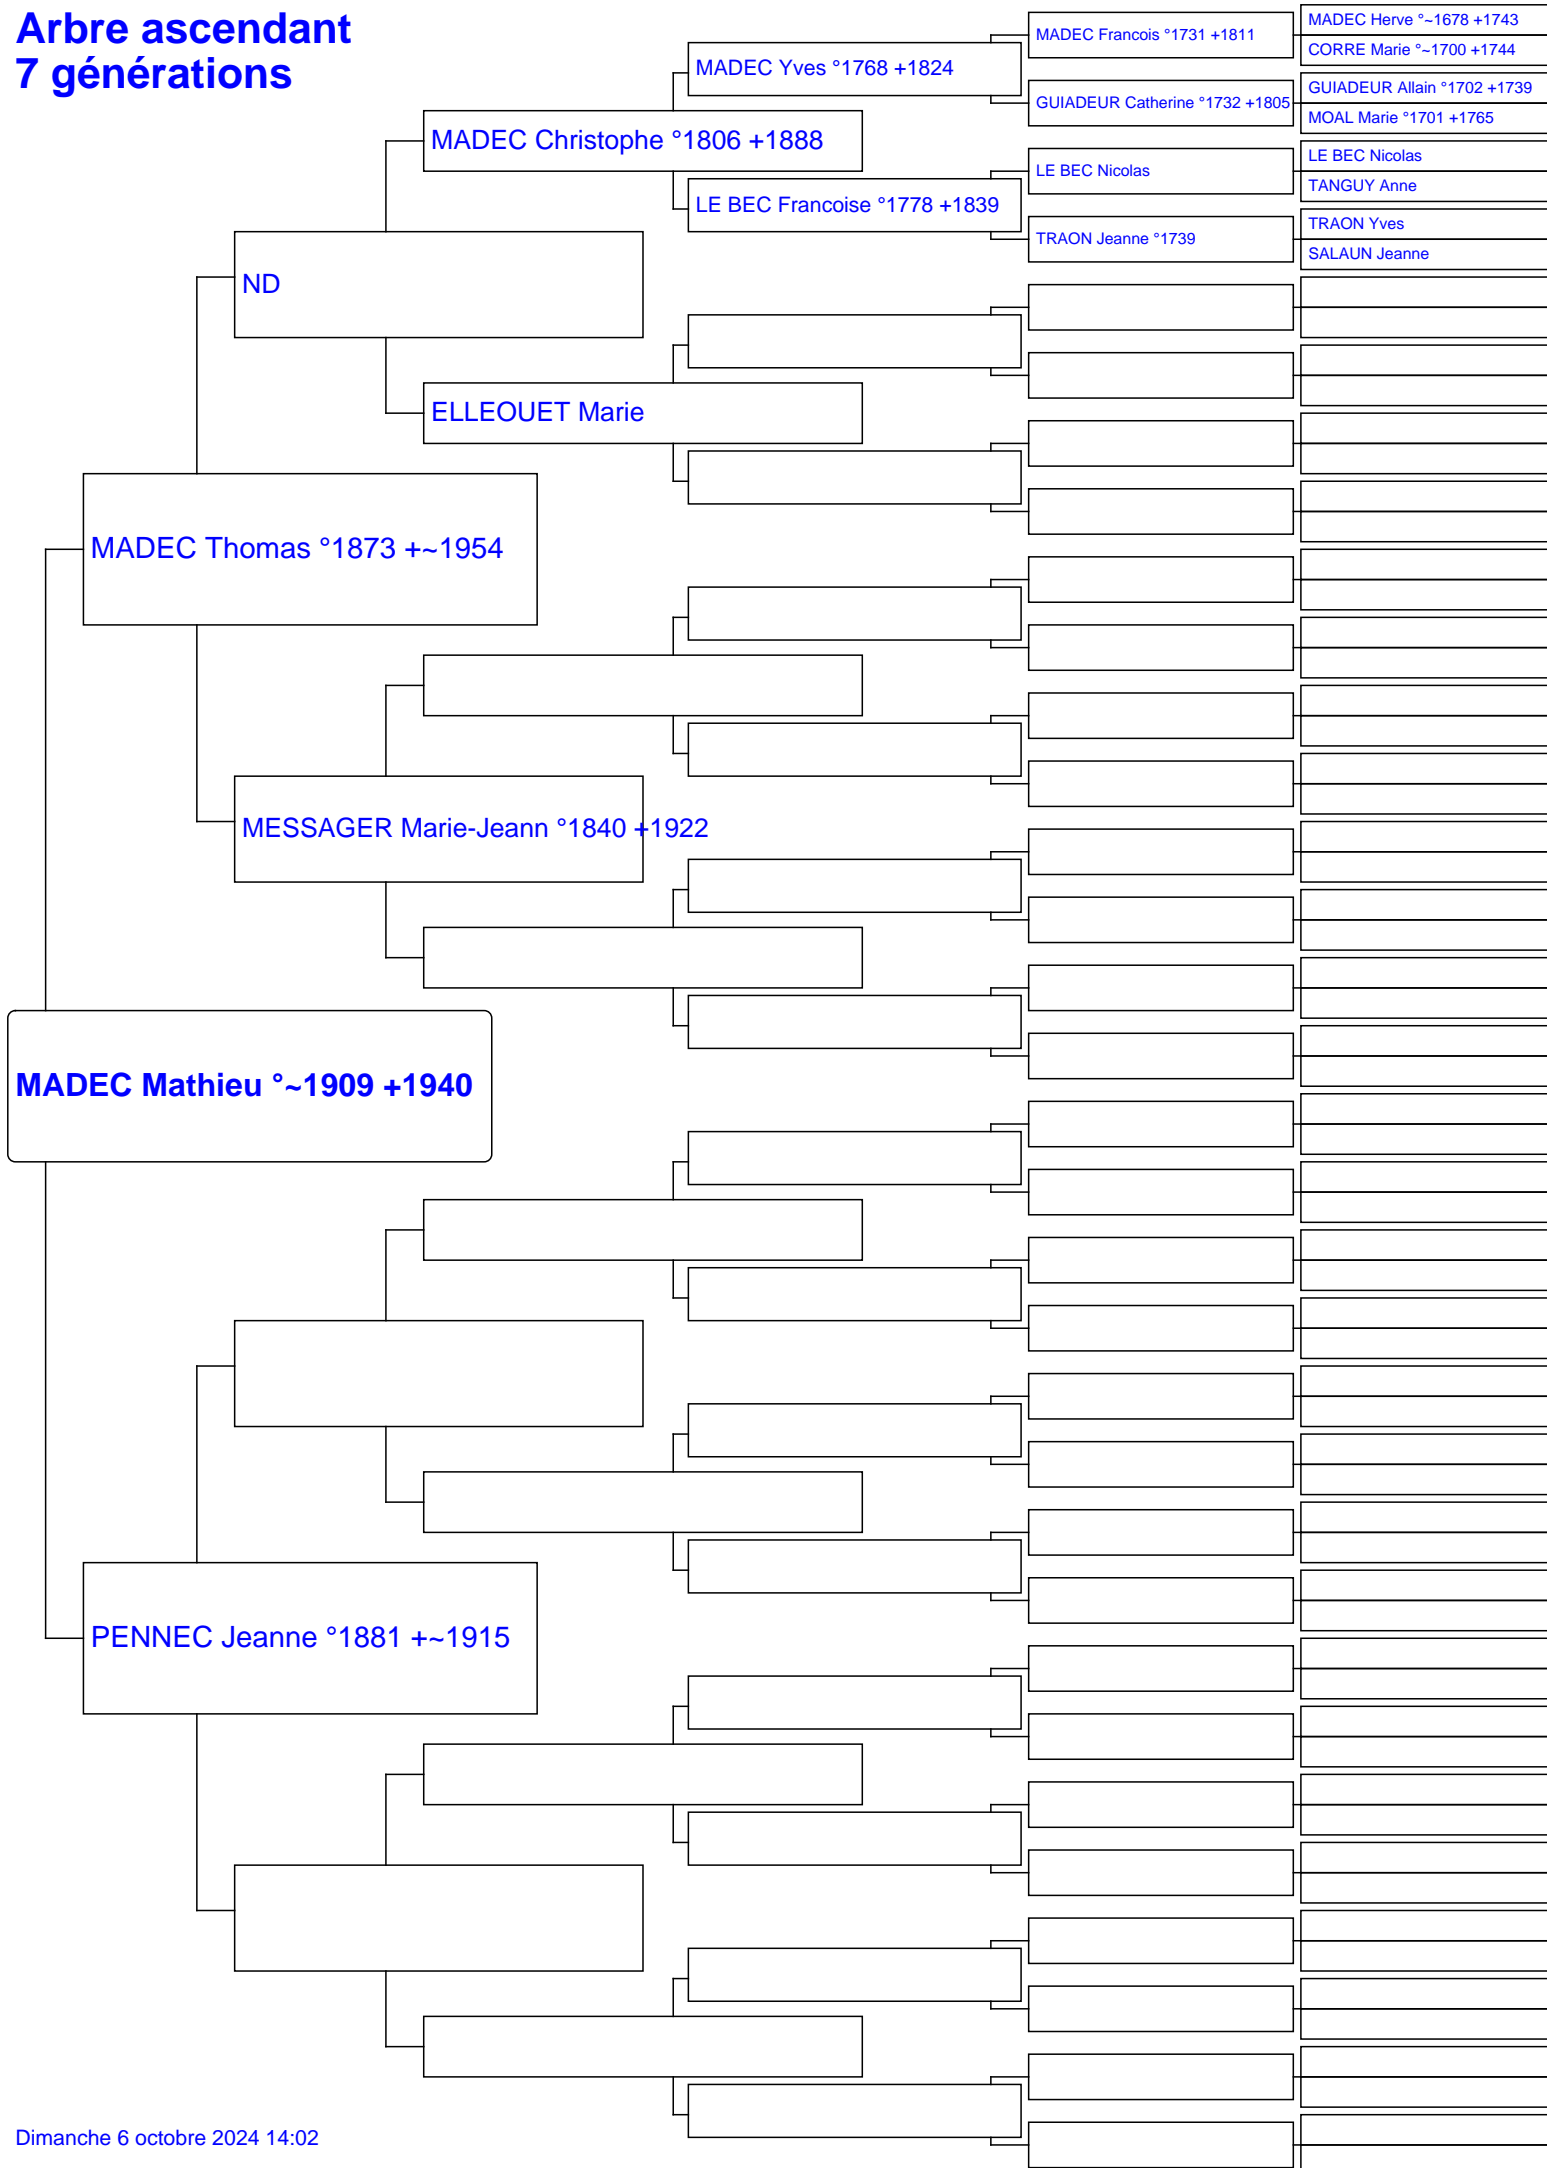 Arbre ascendant
7 générations
MADEC Herve °~1678 +1743
MADEC Francois °1731 +1811
CORRE Marie °~1700 +1744
MADEC Yves °1768 +1824
GUIADEUR Allain °1702 +1739
GUIADEUR Catherine °1732 +1805
MOAL Marie °1701 +1765
MADEC Christophe °1806 +1888
LE BEC Nicolas
LE BEC Nicolas
TANGUY Anne
LE BEC Francoise °1778 +1839
TRAON Yves
TRAON Jeanne °1739
SALAUN Jeanne
ND
ELLEOUET Marie
MADEC Thomas °1873 +~1954
MESSAGER Marie-Jeann °1840 +1922
MADEC Mathieu °~1909 +1940
PENNEC Jeanne °1881 +~1915
Dimanche 6 octobre 2024 14:02